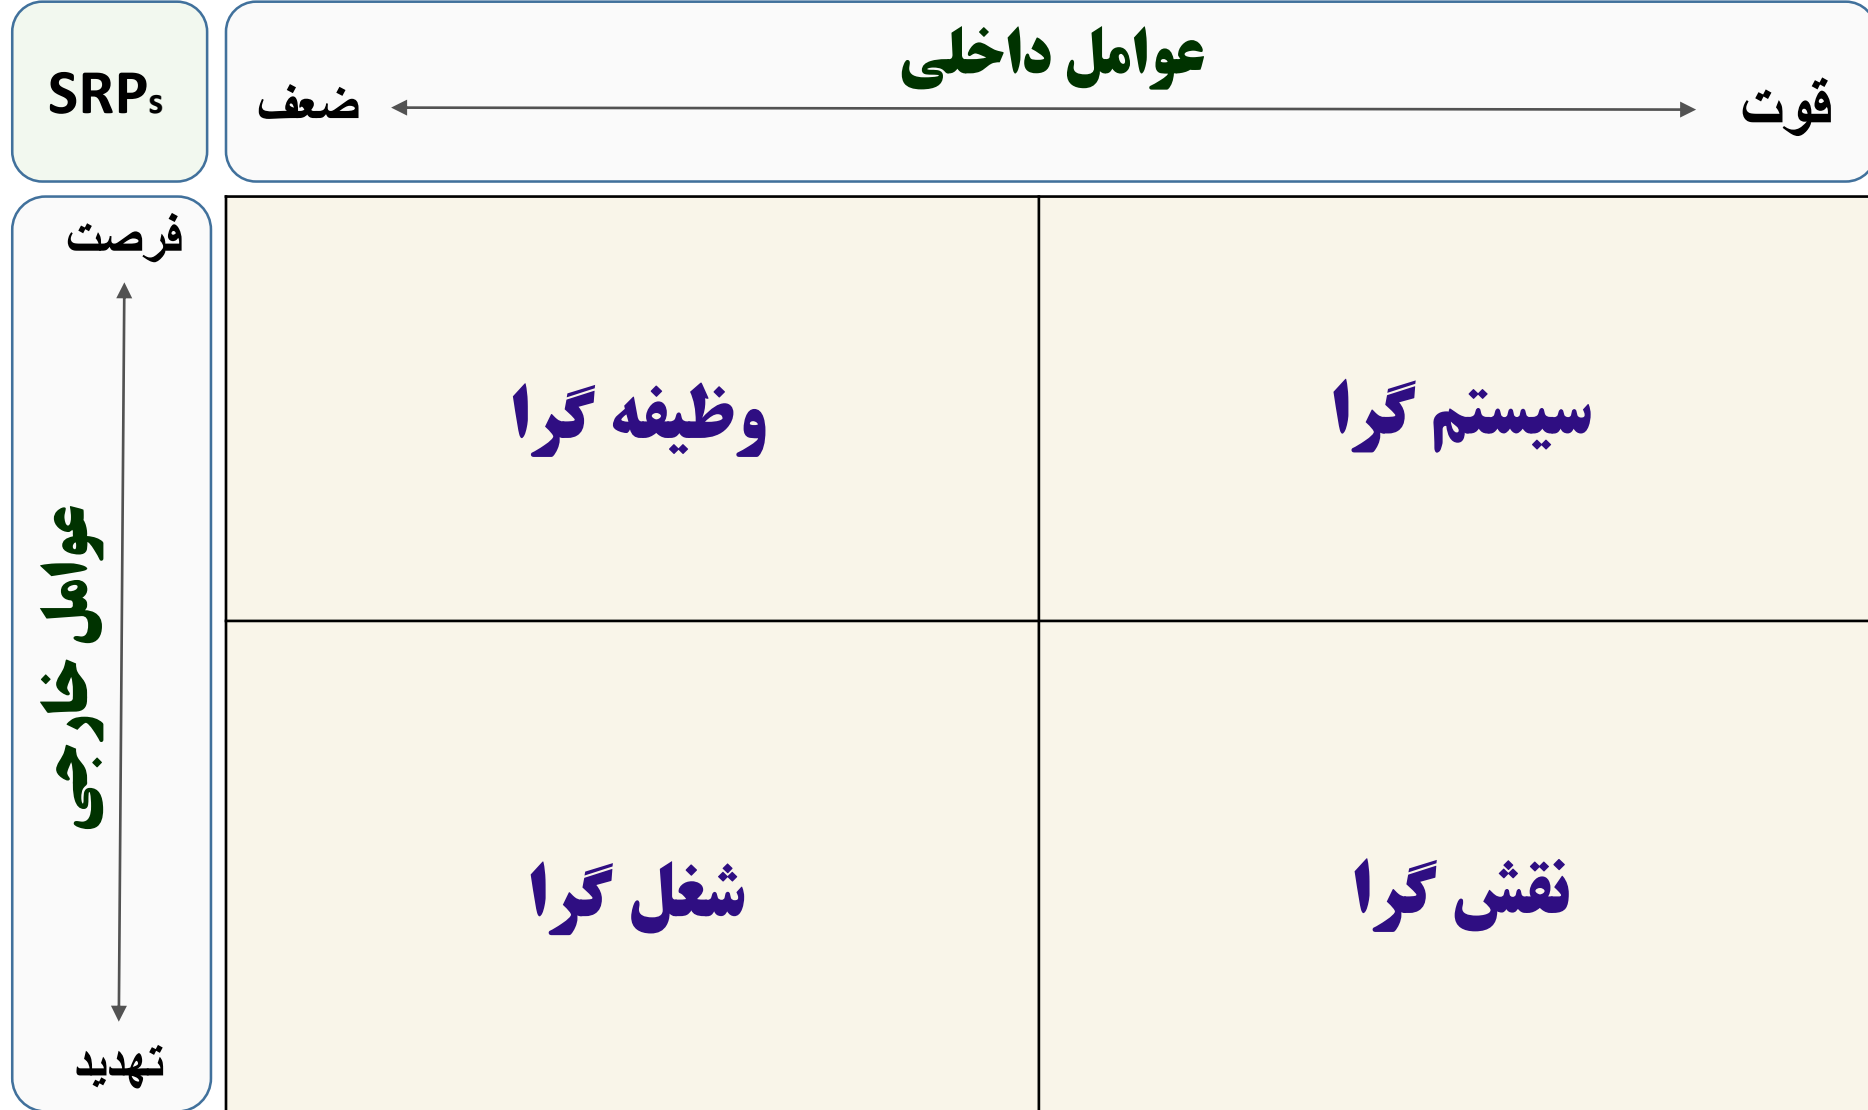 SRPs
عوامل داخلی
قوت
ضعف
فرصت
عوامل خارجی
تهدید
سیستم گرا
وظیفه گرا
نقش گرا
شغل گرا